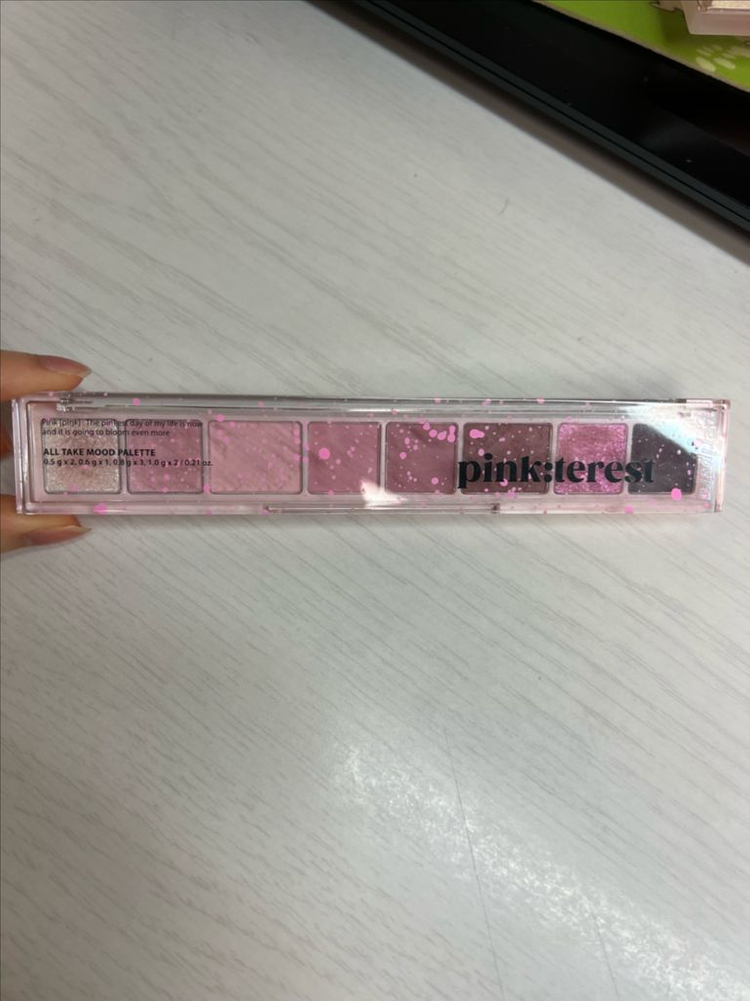 Pink [piŋk] : The pinkest day of my life is now
and it is going to bloom even more
ALL TAKE MOOD PALETTE
0.5 g x 2, 0.6 g x 1, 0.8 g x 3, 1.0 g x 2 / 0.21 oz.
pink:terest